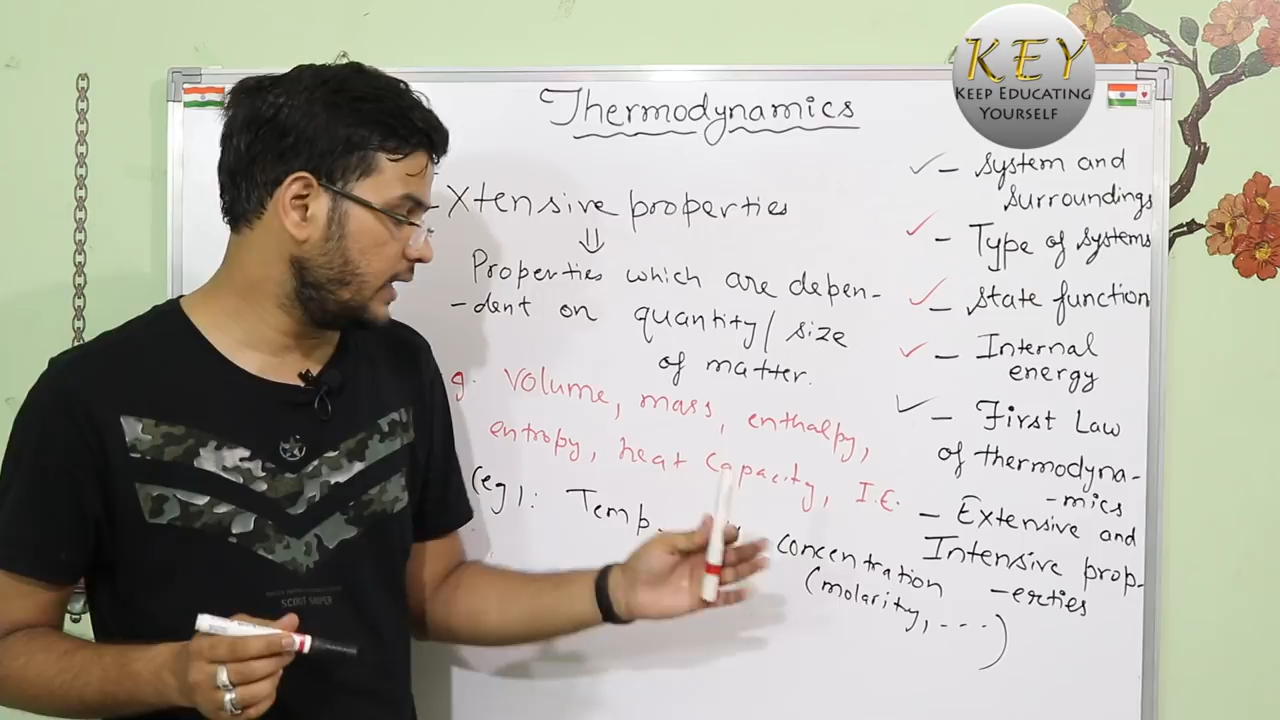 KEY
KEEP EDUCATING
YOURSELF
Thermodynamics
xtensive properties
⇓
Properties which are depen-
-dent on quantity/size
of matter.
g. Volume, mass, enthalpy,
entropy, heat capacity, I.E.
(eg): Temp.
concentration
(molarity, ----)
✓ - System and
surroundings
✓ - Type of systems
✓ - State function
✓ - Internal
energy
✓ - First Law
of thermodyna-
-mics
- Extensive and
Intensive prop-
-erties
SCOUT SNIPER